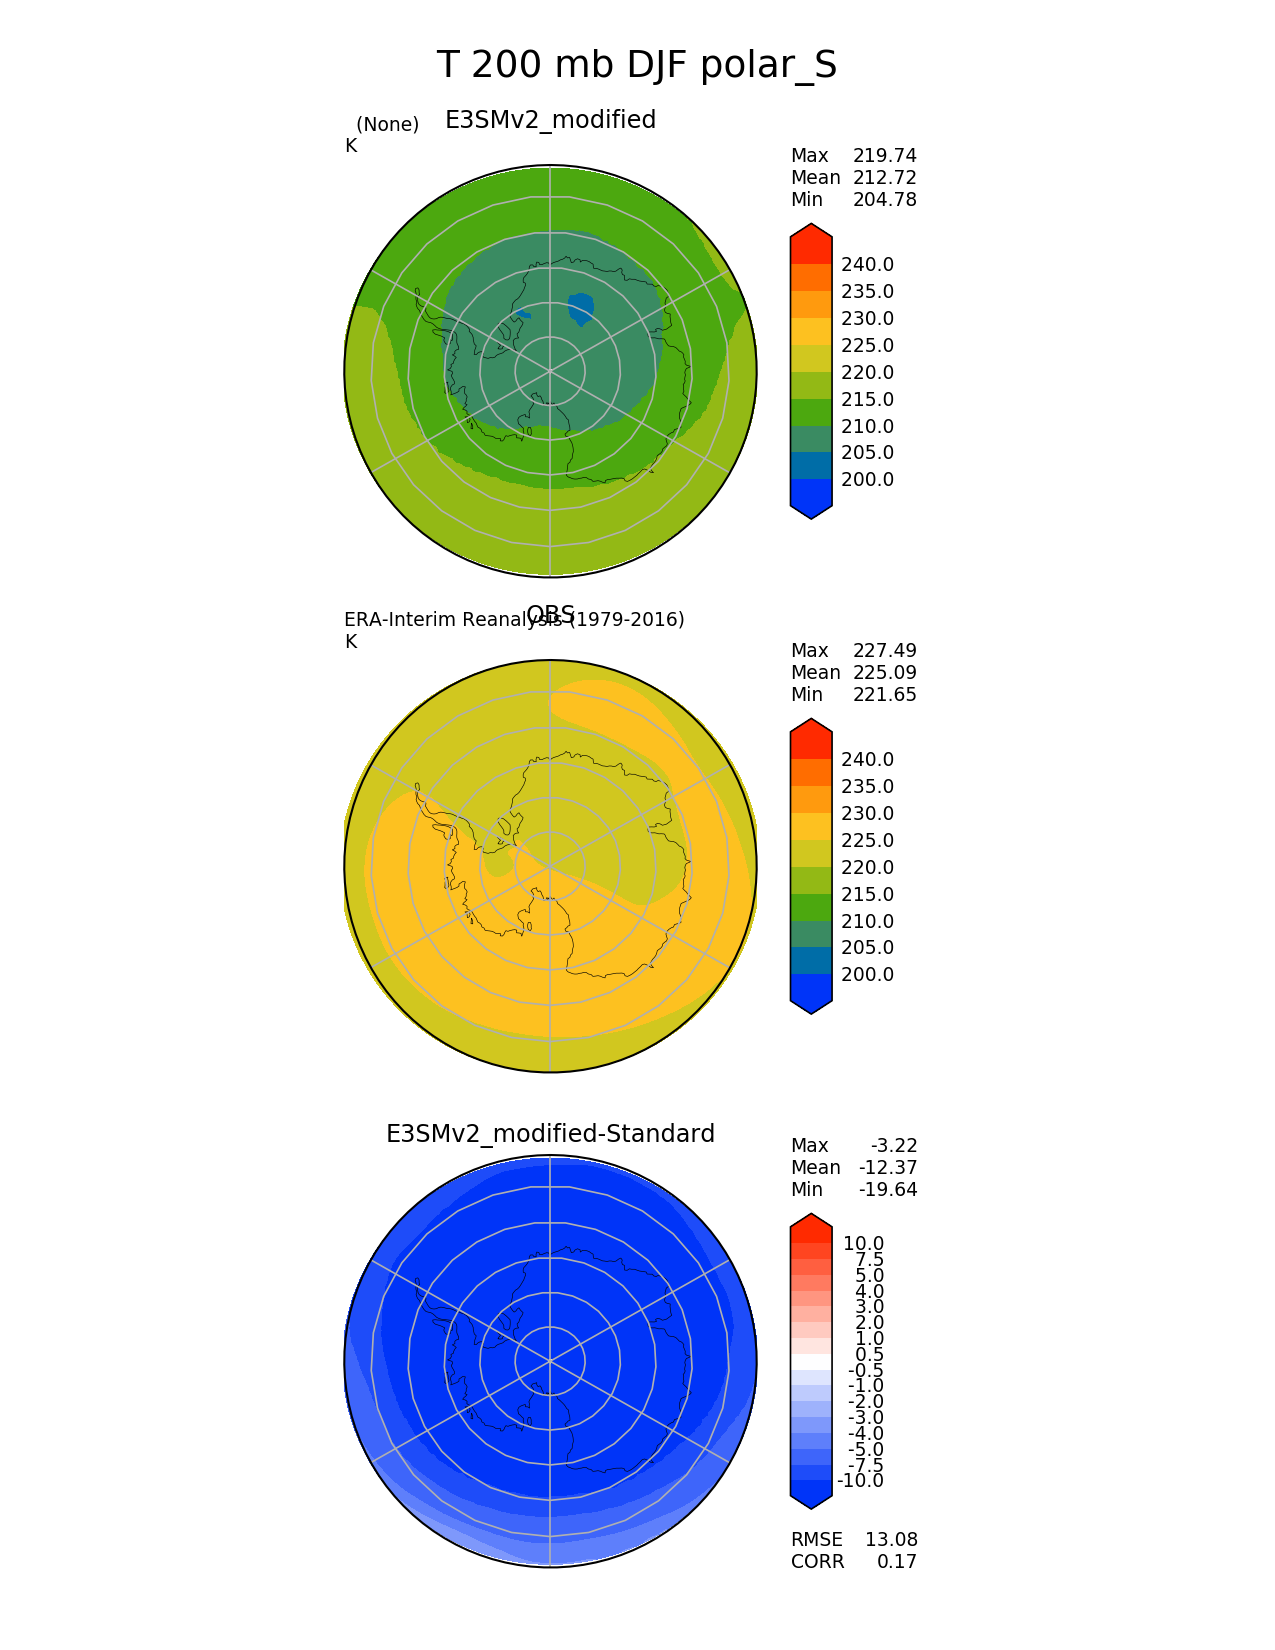 T 200 mb DJF polar_S
(None) E3SMv2_modified
K
Max 219.74
Mean 212.72
Min 204.78
240.0
235.0
230.0
225.0
220.0
215.0
210.0
205.0
200.0
OBS
ERA-Interim Reanalysis (1979-2016)
K
Max 227.49
Mean 225.09
Min 221.65
240.0
235.0
230.0
225.0
220.0
215.0
210.0
205.0
200.0
E3SMv2_modified-Standard
Max -3.22
Mean -12.37
Min -19.64
10.0
7.5
5.0
4.0
3.0
2.0
1.0
0.5
-0.5
-1.0
-2.0
-3.0
-4.0
-5.0
-7.5
-10.0
RMSE 13.08
CORR 0.17